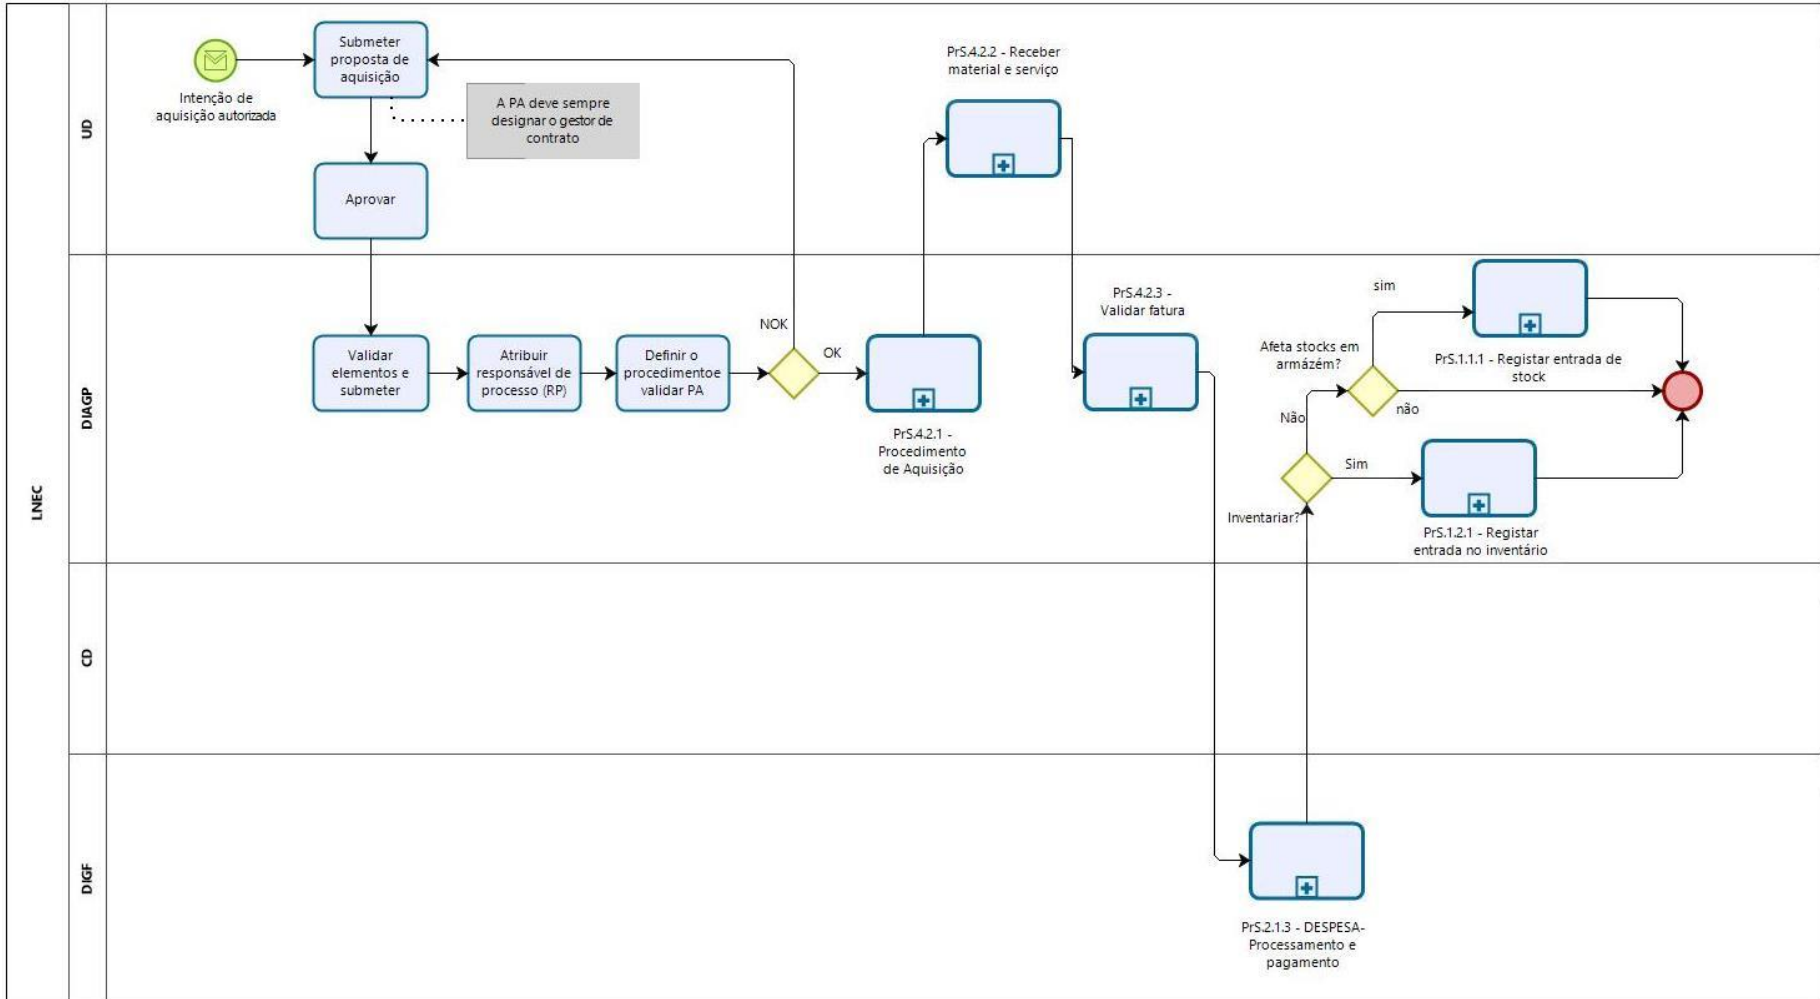 LNEC
UD
Intenção de
aquisição autorizada
Submeter
proposta de
aquisição
A PA deve sempre
designar o gestor de
contrato
Aprovar
PrS.4.2.2 - Receber
material e serviço
DIAGP
Validar
elementos e
submeter
Atribuir
responsável de
processo (RP)
Definir o
procedimentoe
validar PA
NOK
OK
PrS.4.2.1 -
Procedimento
de Aquisição
PrS.4.2.3 -
Validar fatura
Inventariar?
Não
Sim
Afeta stocks em
armázém?
sim
não
PrS.1.1.1 - Registar entrada de
stock
PrS.1.2.1 - Registar
entrada no inventário
CD
DIGF
PrS.2.1.3 - DESPESA-
Processamento e
pagamento